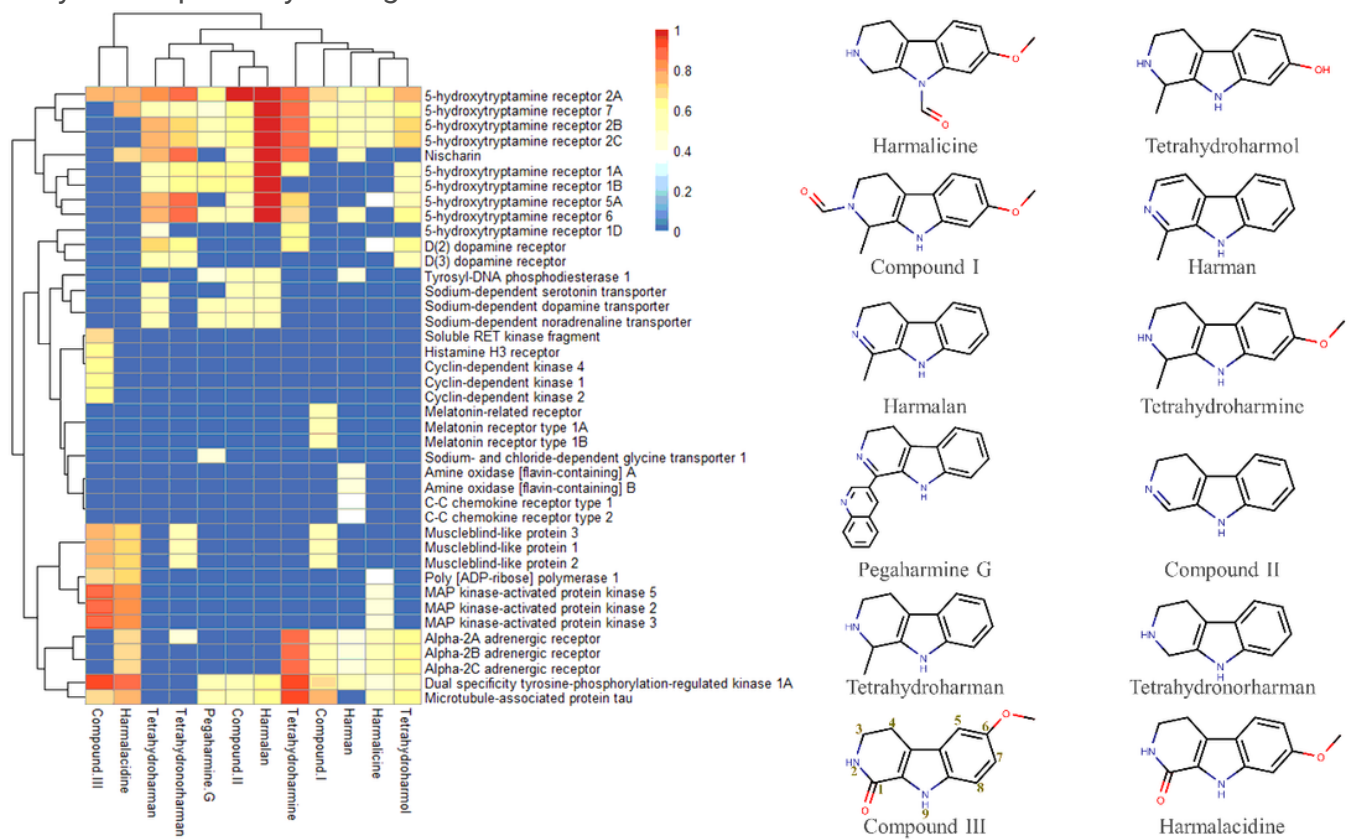 1
0.8
0.6
0.4
0.2
0
5-hydroxytryptamine receptor 2A
5-hydroxytryptamine receptor 7
5-hydroxytryptamine receptor 2B
5-hydroxytryptamine receptor 2C
Nischarin
5-hydroxytryptamine receptor 1A
5-hydroxytryptamine receptor 1B
5-hydroxytryptamine receptor 5A
5-hydroxytryptamine receptor 6
5-hydroxytryptamine receptor 1D
D(2) dopamine receptor
D(3) dopamine receptor
Tyrosyl-DNA phosphodiesterase 1
Sodium-dependent serotonin transporter
Sodium-dependent dopamine transporter
Sodium-dependent noradrenaline transporter
Soluble RET kinase fragment
Histamine H3 receptor
Cyclin-dependent kinase 4
Cyclin-dependent kinase 1
Cyclin-dependent kinase 2
Melatonin-related receptor
Melatonin receptor type 1A
Melatonin receptor type 1B
Sodium- and chloride-dependent glycine transporter 1
Amine oxidase [flavin-containing] A
Amine oxidase [flavin-containing] B
C-C chemokine receptor type 1
C-C chemokine receptor type 2
Muscleblind-like protein 3
Muscleblind-like protein 1
Muscleblind-like protein 2
Poly [ADP-ribose] polymerase 1
MAP kinase-activated protein kinase 5
MAP kinase-activated protein kinase 2
MAP kinase-activated protein kinase 3
Alpha-2A adrenergic receptor
Alpha-2B adrenergic receptor
Alpha-2C adrenergic receptor
Dual specificity tyrosine-phosphorylation-regulated kinase 1A
Microtubule-associated protein tau
Compound.III
Harmalacidine
Tetrahydroharman
Tetrahydronorharman
Pegaharmine.G
Compound.II
Harmalan
Tetrahydroharmine
Compound.I
Harman
Harmalicine
Tetrahydroharmol
HN
N
O
O
Harmalicine
HN
N
H
OH
Tetrahydroharmol
O
N
N
H
O
Compound I
N
N
H
Harman
N
N
H
Harmalan
HN
N
H
O
Tetrahydroharmine
N
N
H
N
Pegaharmine G
N
N
H
Compound II
HN
N
H
Tetrahydroharman
HN
N
H
Tetrahydronorharman
3
4
5
6
O
7
HN
2
1
8
O
N
H
9
Compound III
HN
O
N
H
O
Harmalacidine